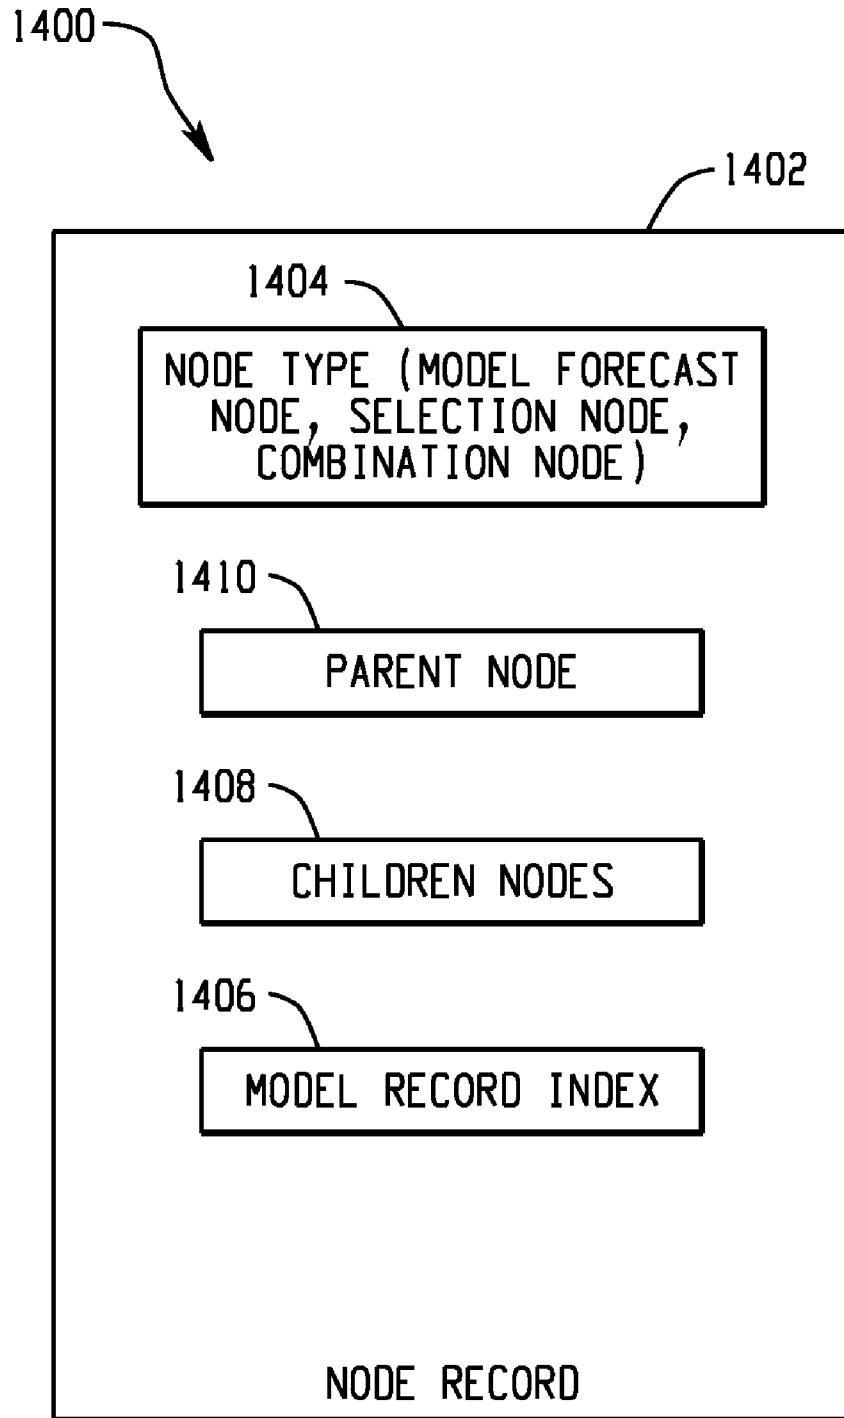 1400
1402
1404
NODE TYPE (MODEL FORECAST
NODE, SELECTION NODE,
COMBINATION NODE)
1410
PARENT NODE
1408
CHILDREN NODES
1406
MODEL RECORD INDEX
NODE RECORD